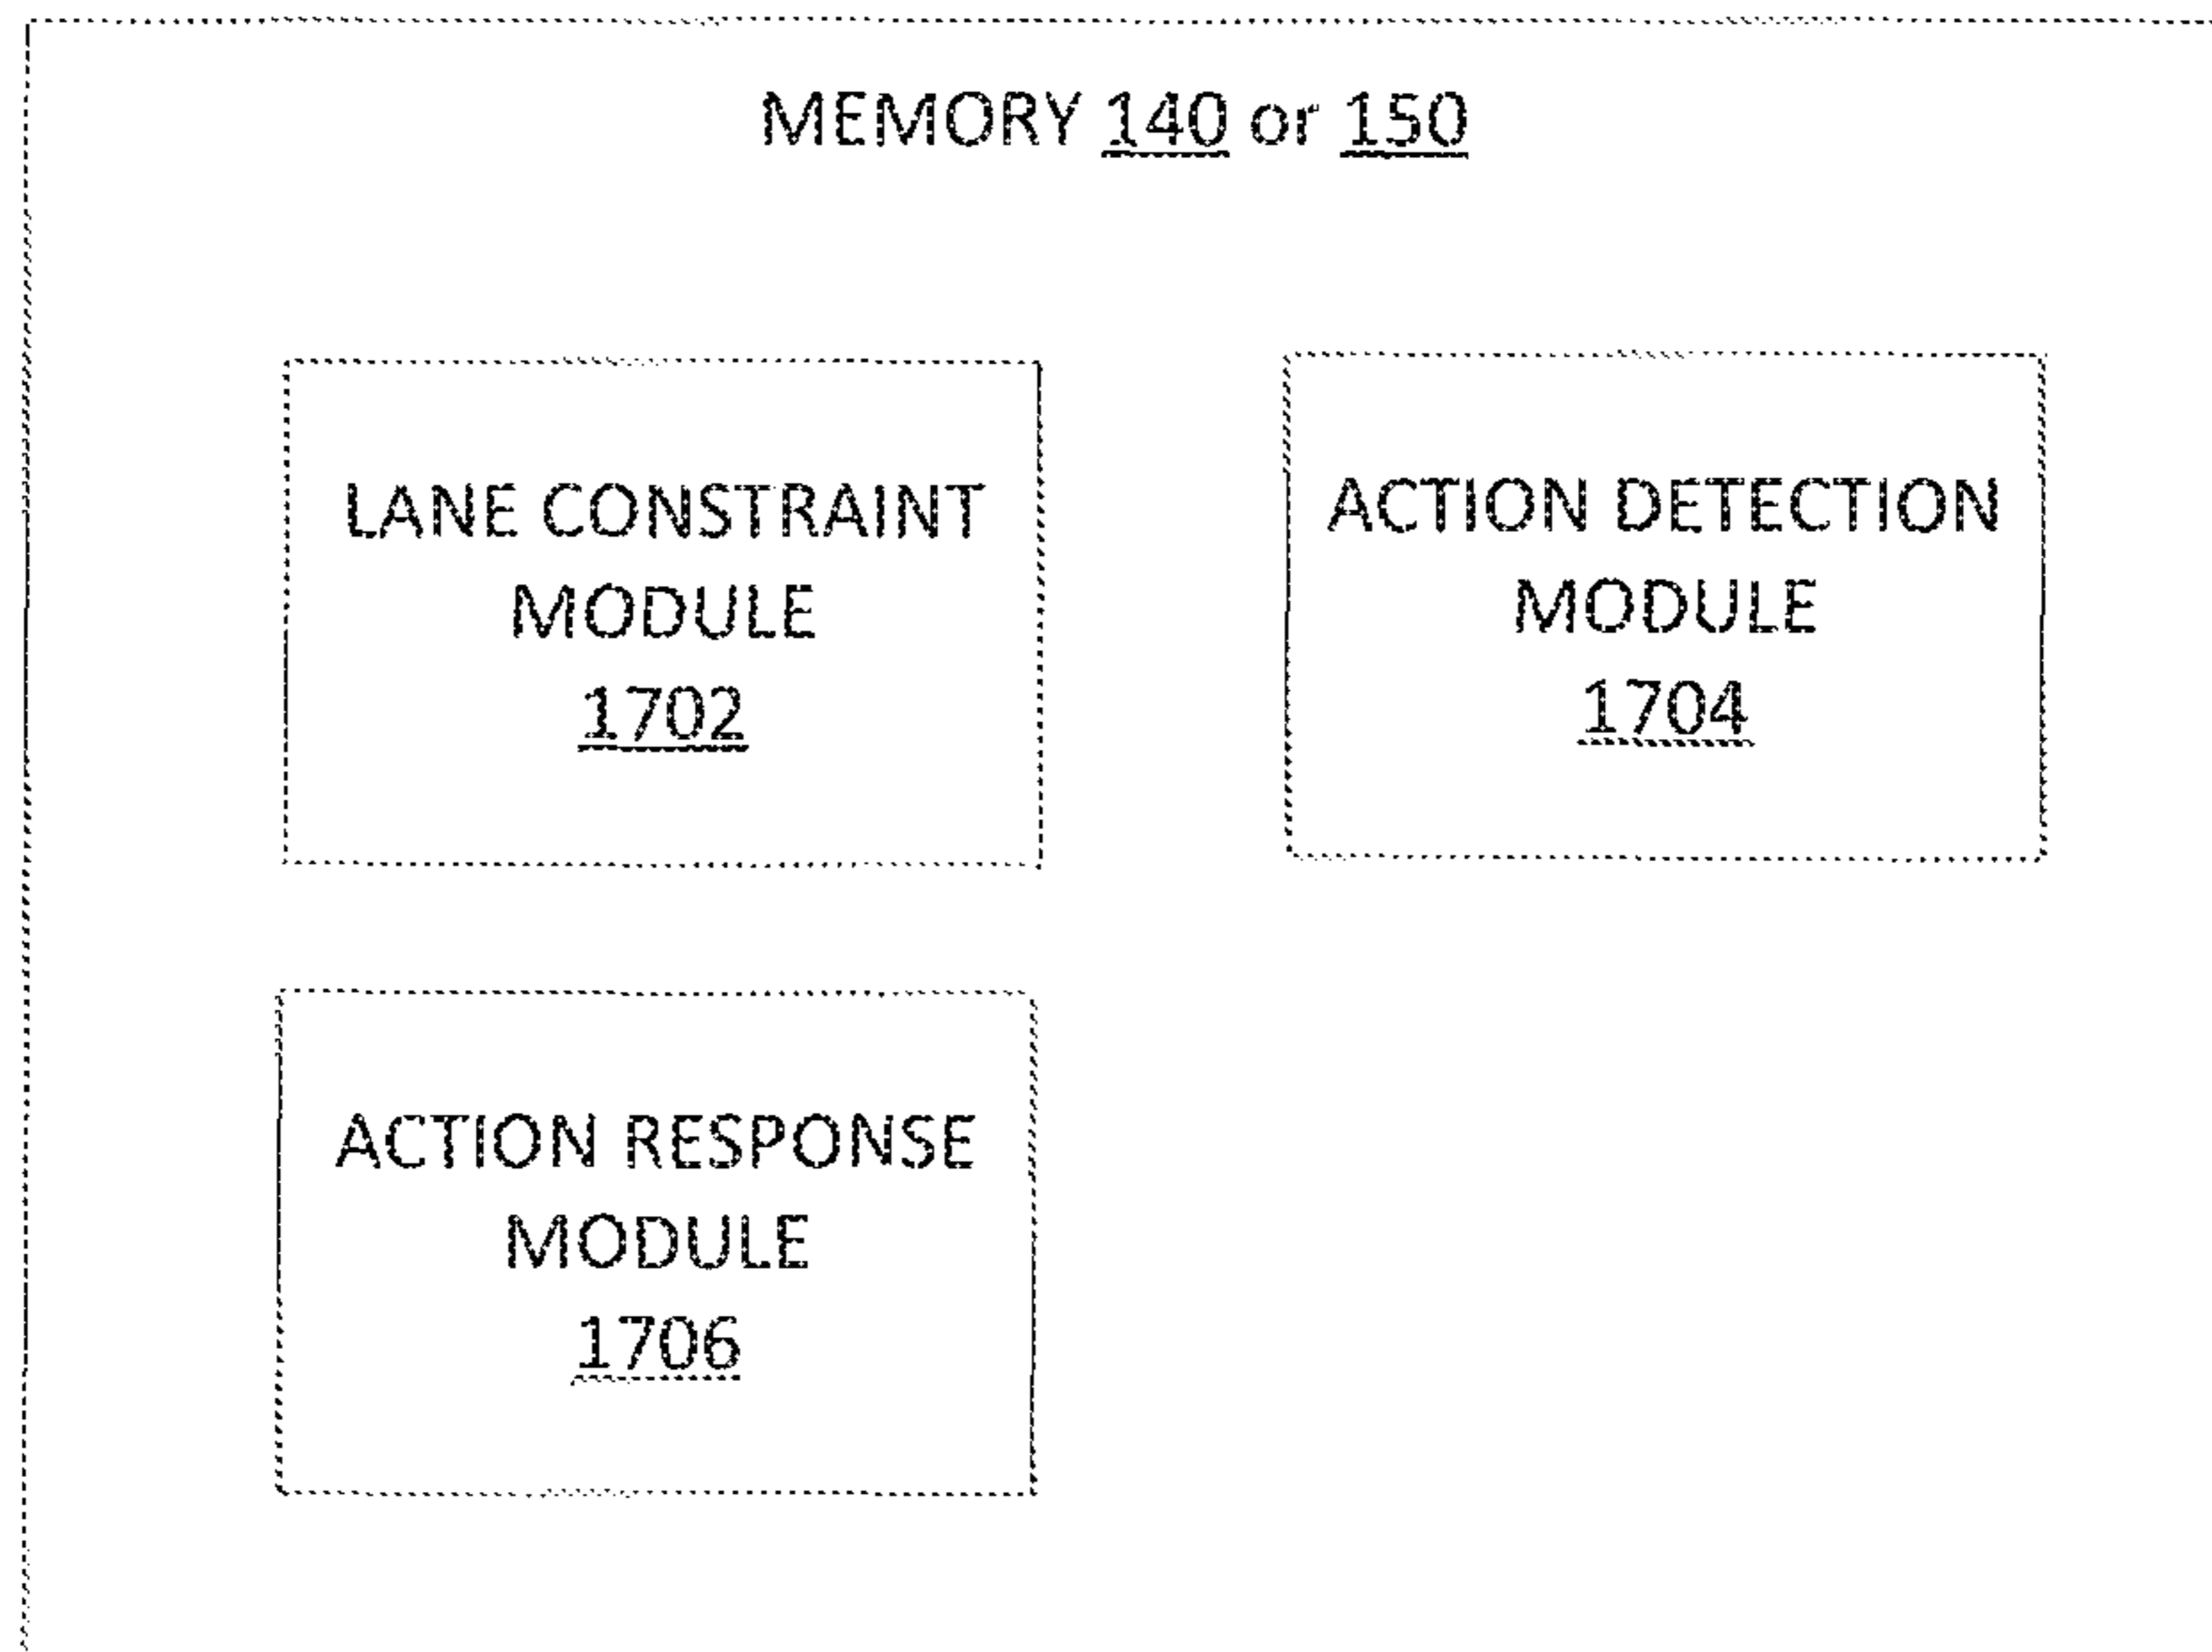 MEMORY 140 or 150
LANE CONSTRAINT
MODULE
1702
ACTION DETECTION
MODULE
1704
ACTION RESPONSE
MODULE
1706